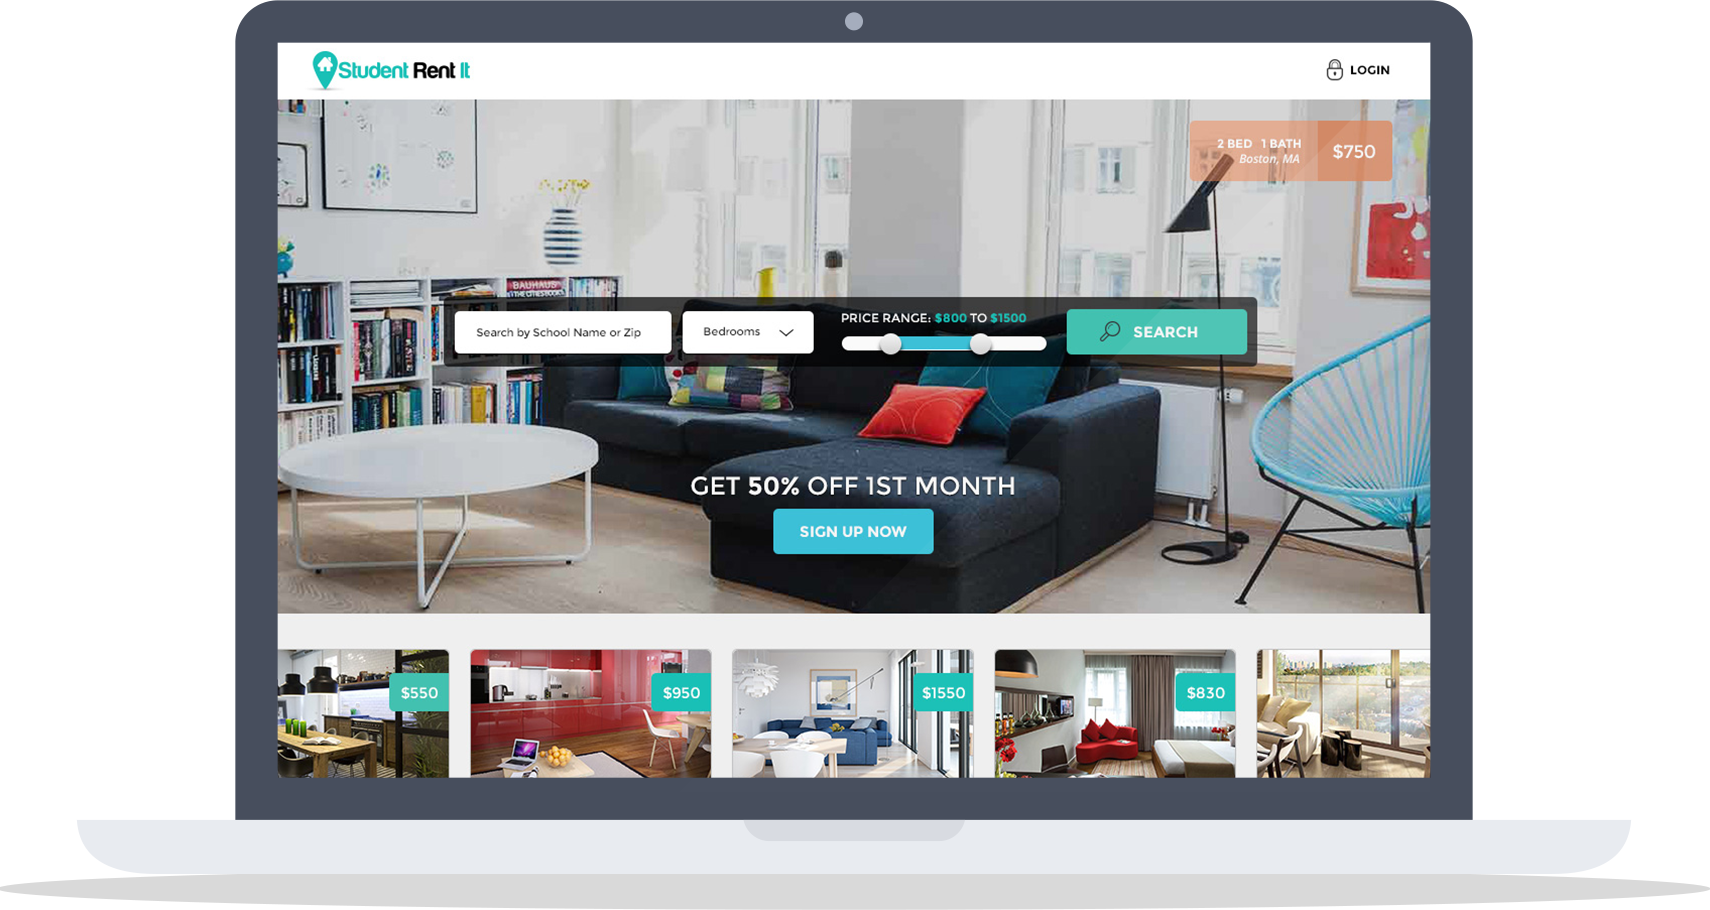 Student Rent It
LOGIN
2 BED 1 BATH
Boston, MA
$750
BAUHAUS
Search by School Name or Zip
Bedrooms
PRICE RANGE: $800 TO $1500
SEARCH
GET 50% OFF 1ST MONTH
SIGN UP NOW
$550
$950
$1550
$830